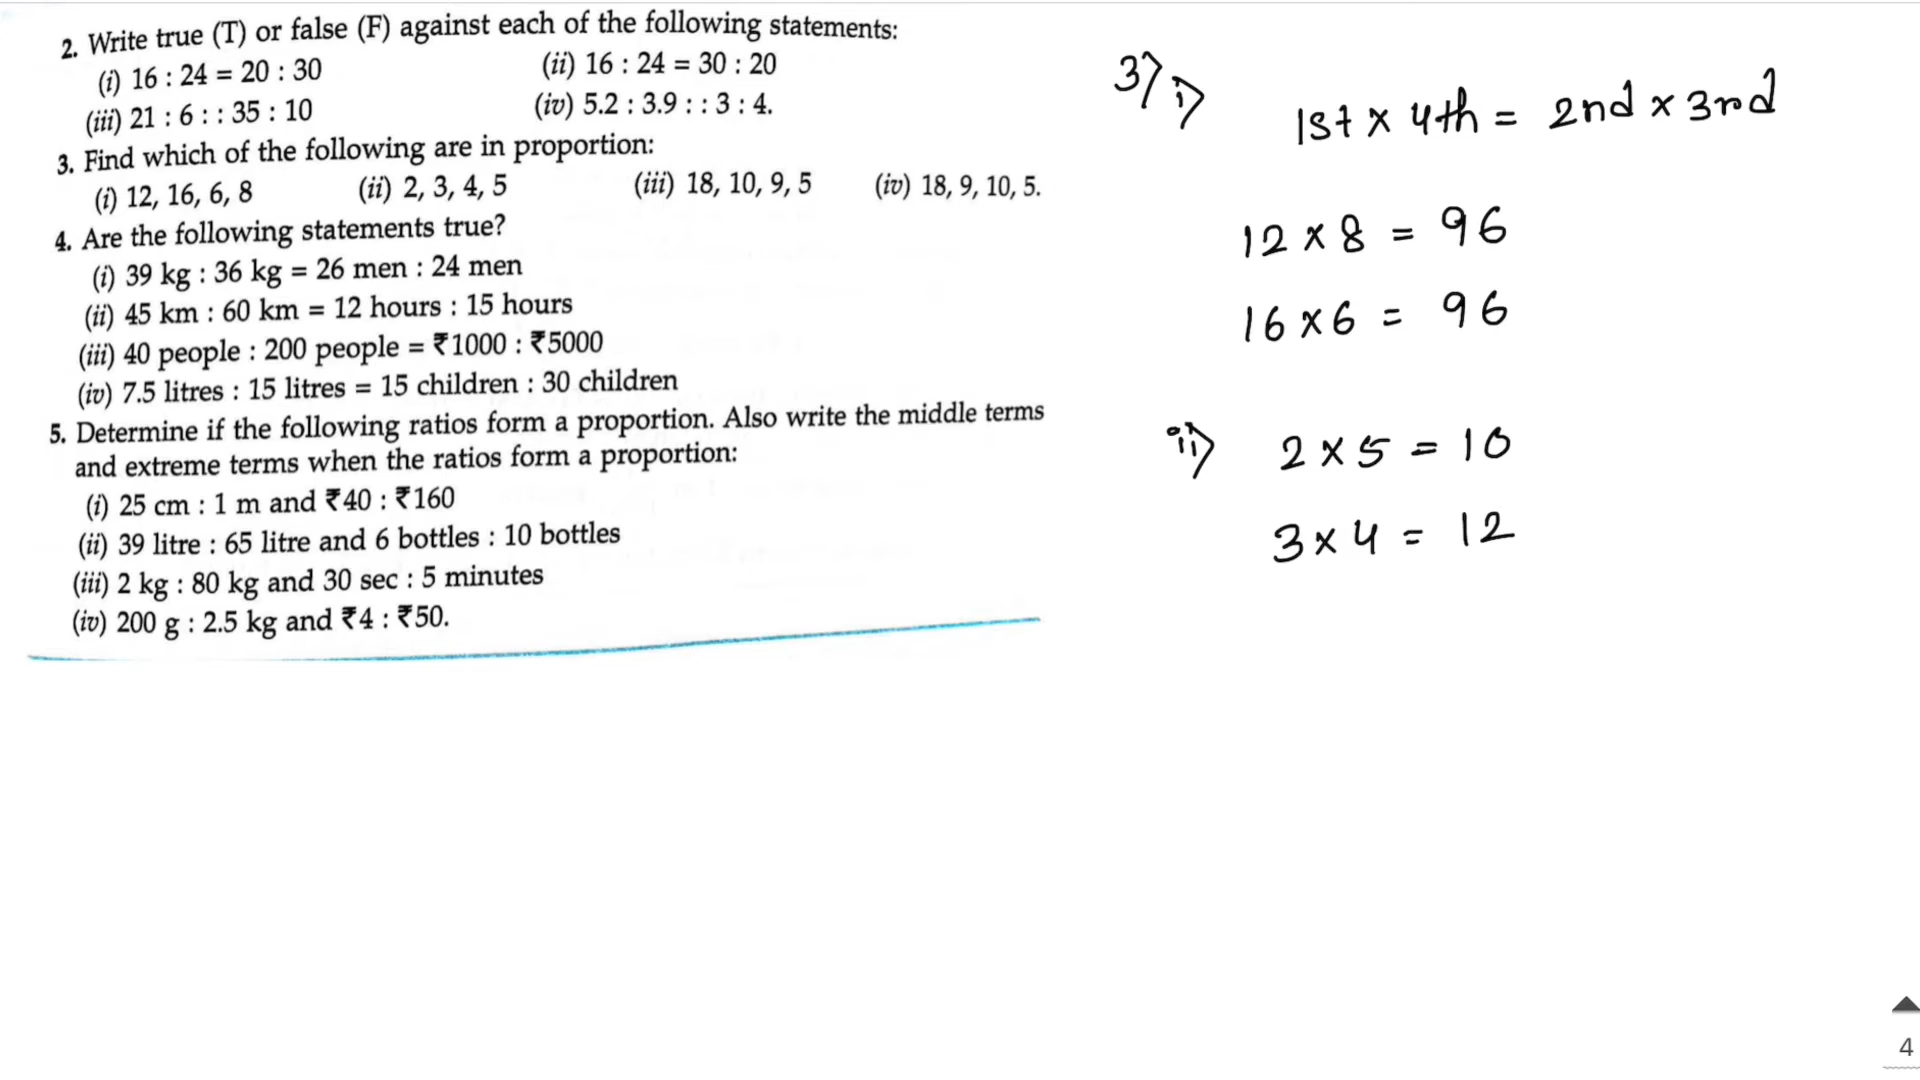 2. Write true (T) or false (F) against each of the following statements:
(i) 16 : 24 = 20 : 30 (ii) 16 : 24 = 30 : 20
(iii) 21 : 6 : : 35 : 10 (iv) 5.2 : 3.9 : : 3 : 4.
3. Find which of the following are in proportion:
(i) 12, 16, 6, 8 (ii) 2, 3, 4, 5 (iii) 18, 10, 9, 5 (iv) 18, 9, 10, 5.
4. Are the following statements true?
(i) 39 kg : 36 kg = 26 men : 24 men
(ii) 45 km : 60 km = 12 hours : 15 hours
(iii) 40 people : 200 people = ₹1000 : ₹5000
(iv) 7.5 litres : 15 litres = 15 children : 30 children
5. Determine if the following ratios form a proportion. Also write the middle terms
and extreme terms when the ratios form a proportion:
(i) 25 cm : 1 m and ₹40 : ₹160
(ii) 39 litre : 65 litre and 6 bottles : 10 bottles
(iii) 2 kg : 80 kg and 30 sec : 5 minutes
(iv) 200 g : 2.5 kg and ₹4 : ₹50.
3) i)
1st × 4th = 2nd × 3rd
12 × 8 = 96
16 × 6 = 96
ii) 2 × 5 = 10
3 × 4 = 12
4